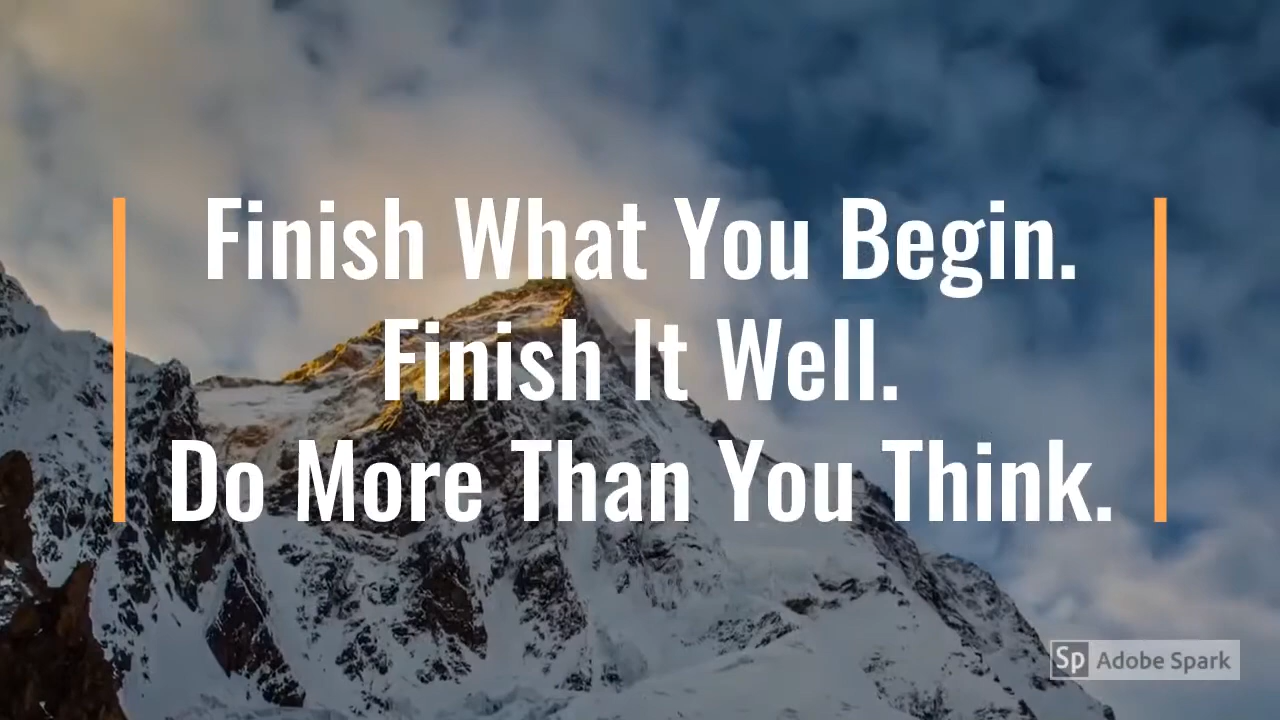 Finish What You Begin.
Finish It Well.
Do More Than You Think.
Sp Adobe Spark